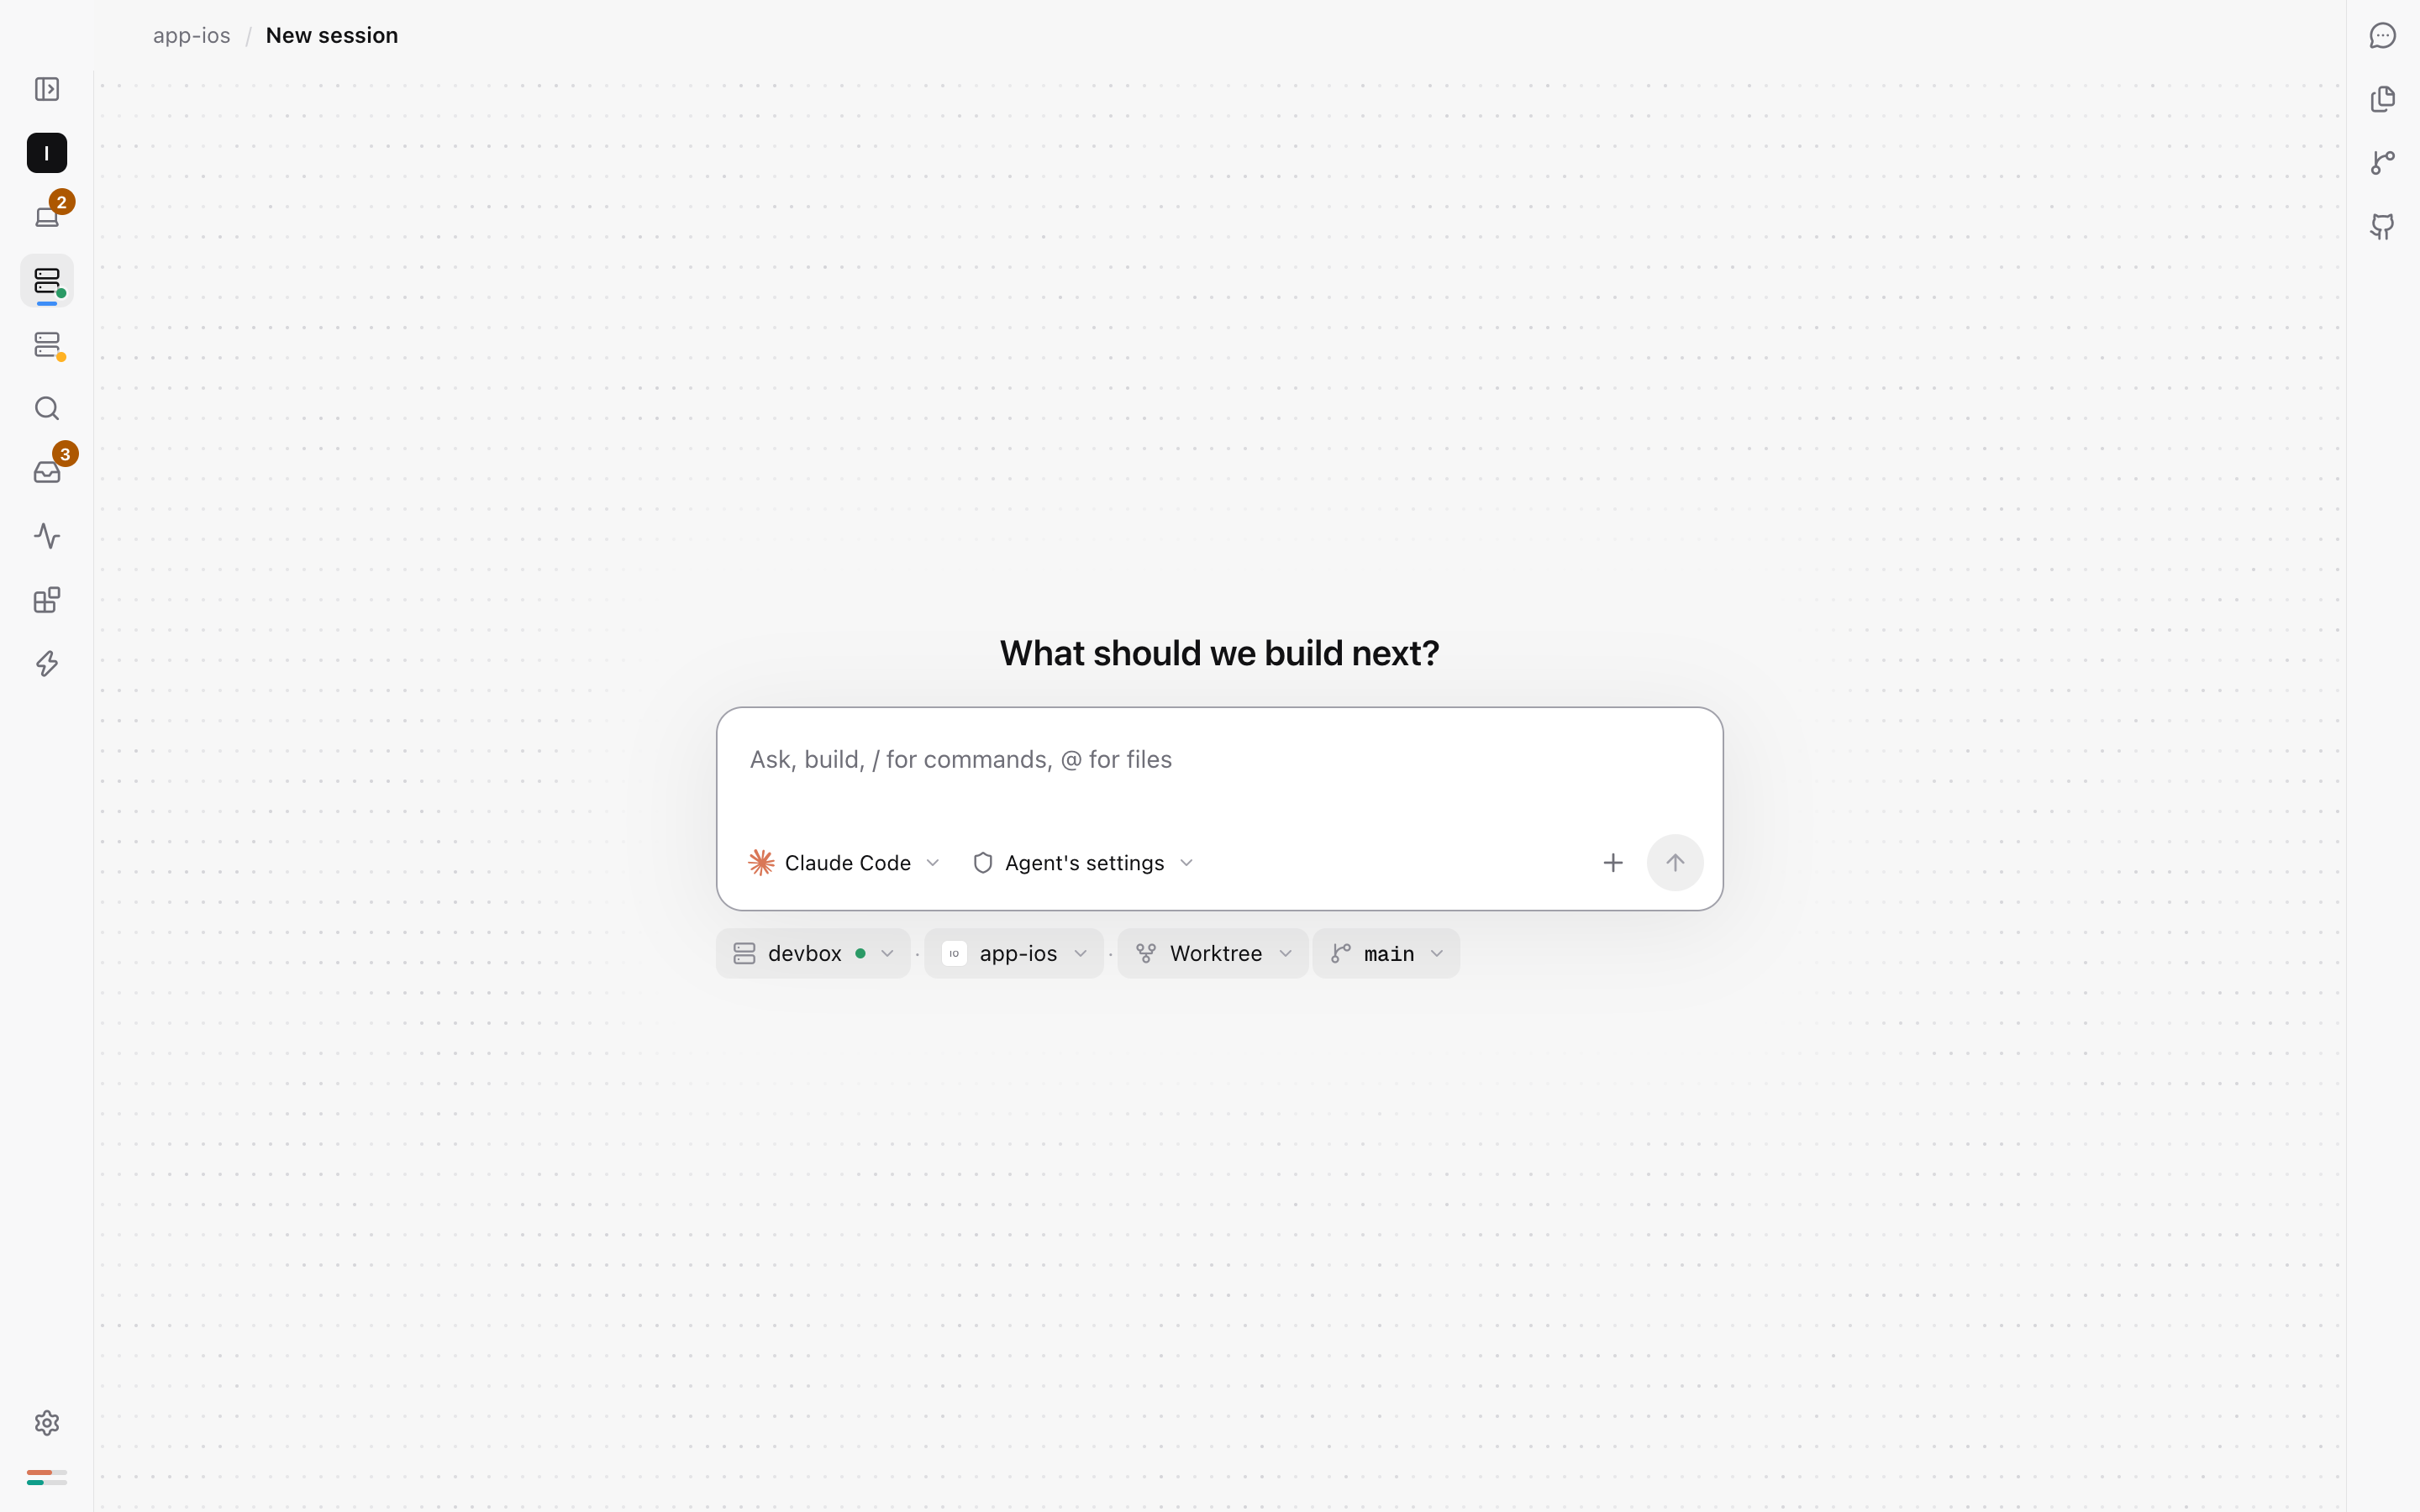 app-ios / New session
I
2
3
What should we build next?
Ask, build, / for commands, @ for files
Claude Code
Agent's settings
devbox · IO app-ios · Worktree main